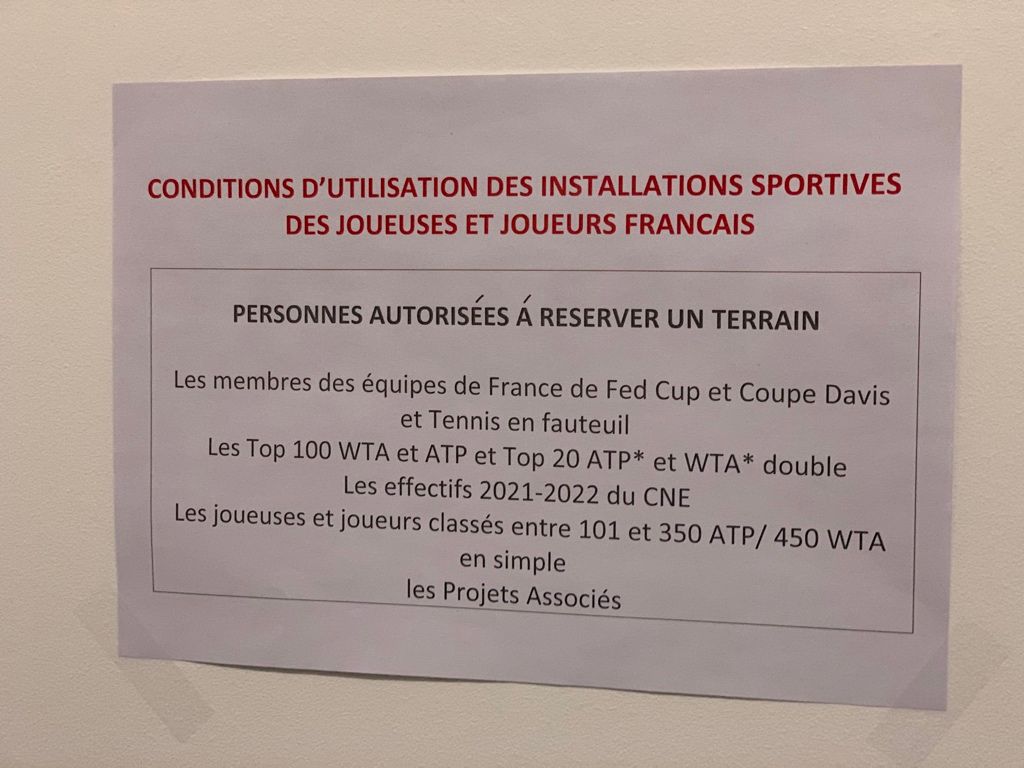 CONDITIONS D’UTILISATION DES INSTALLATIONS SPORTIVES
DES JOUEUSES ET JOUEURS FRANCAIS
PERSONNES AUTORISÉES Á RESERVER UN TERRAIN
Les membres des équipes de France de Fed Cup et Coupe Davis
et Tennis en fauteuil
Les Top 100 WTA et ATP et Top 20 ATP* et WTA* double
Les effectifs 2021-2022 du CNE
Les joueuses et joueurs classés entre 101 et 350 ATP/ 450 WTA
en simple
les Projets Associés